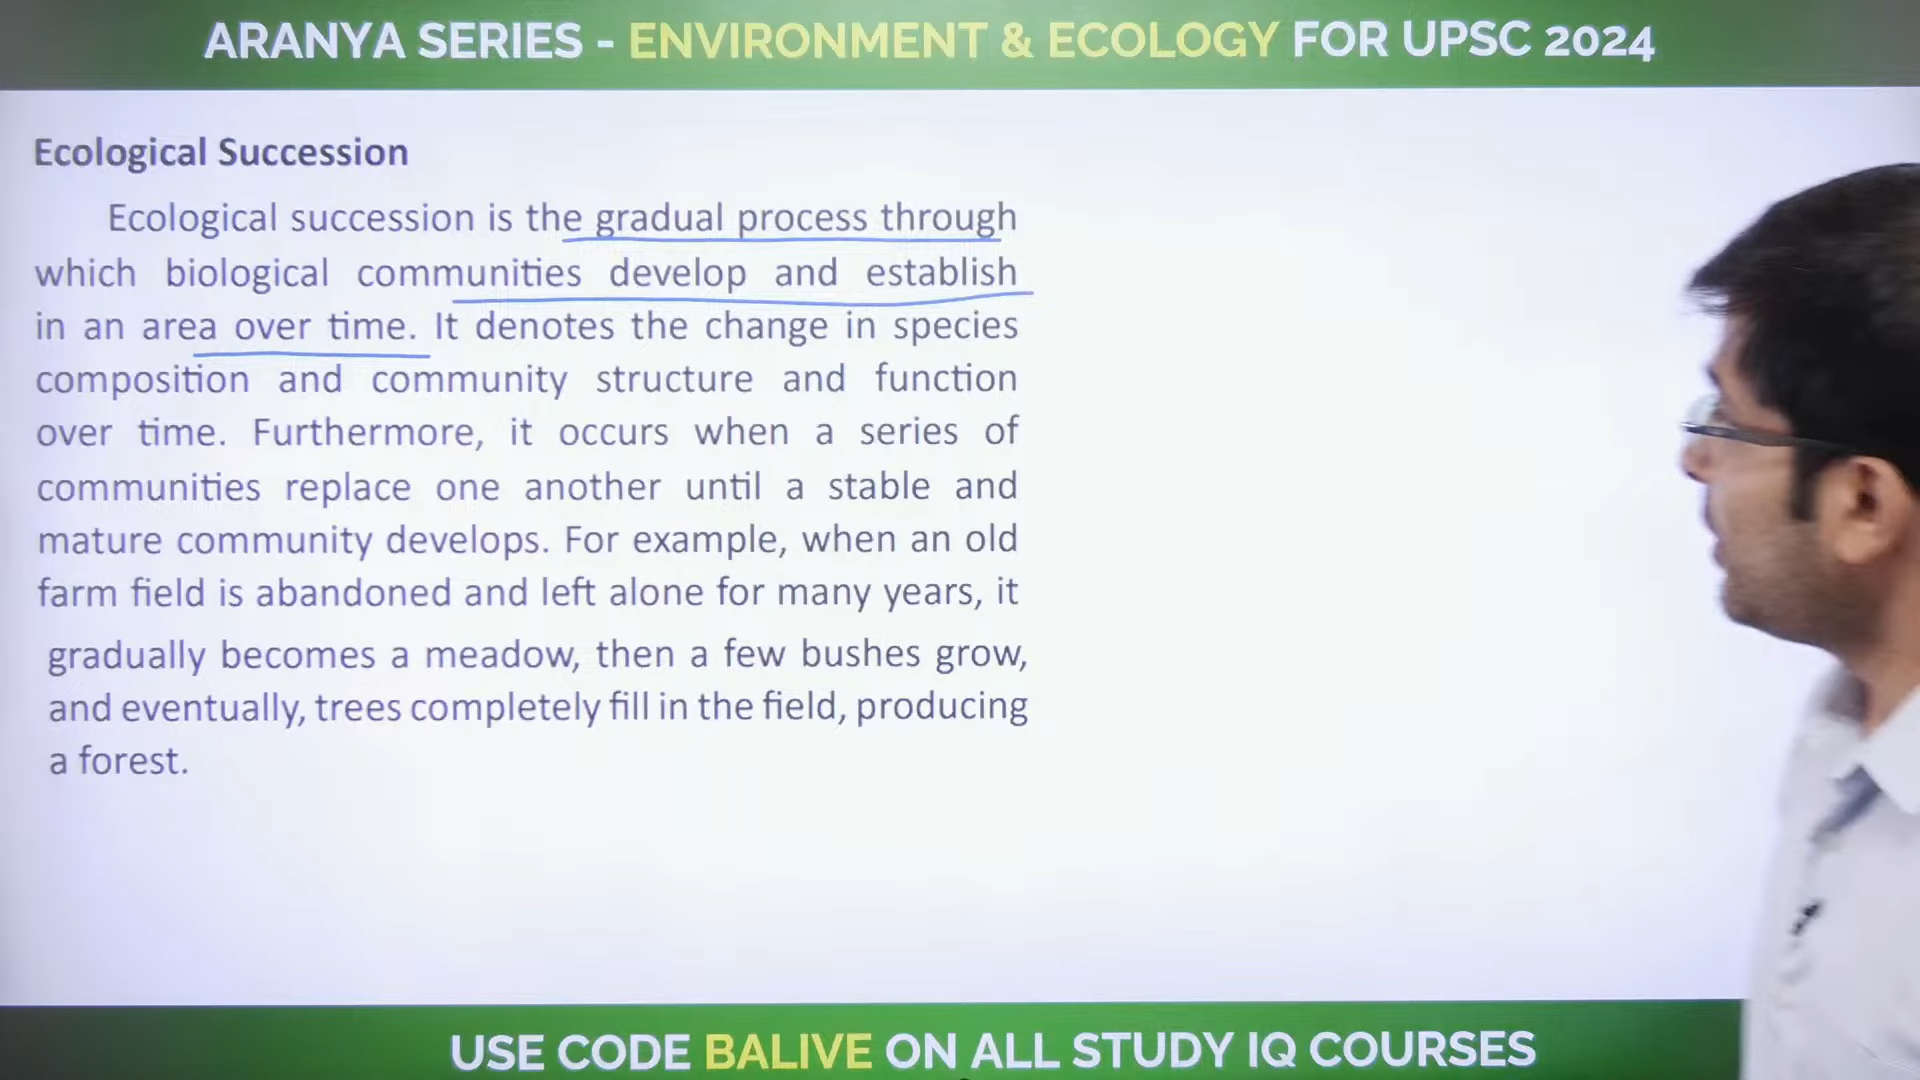 ARANYA SERIES - ENVIRONMENT & ECOLOGY FOR UPSC 2024
Ecological Succession
Ecological succession is the gradual process through
which biological communities develop and establish
in an area over time. It denotes the change in species
composition and community structure and function
over time. Furthermore, it occurs when a series of
communities replace one another until a stable and
mature community develops. For example, when an old
farm field is abandoned and left alone for many years, it
gradually becomes a meadow, then a few bushes grow,
and eventually, trees completely fill in the field, producing
a forest.
USE CODE BALIVE ON ALL STUDY IQ COURSES